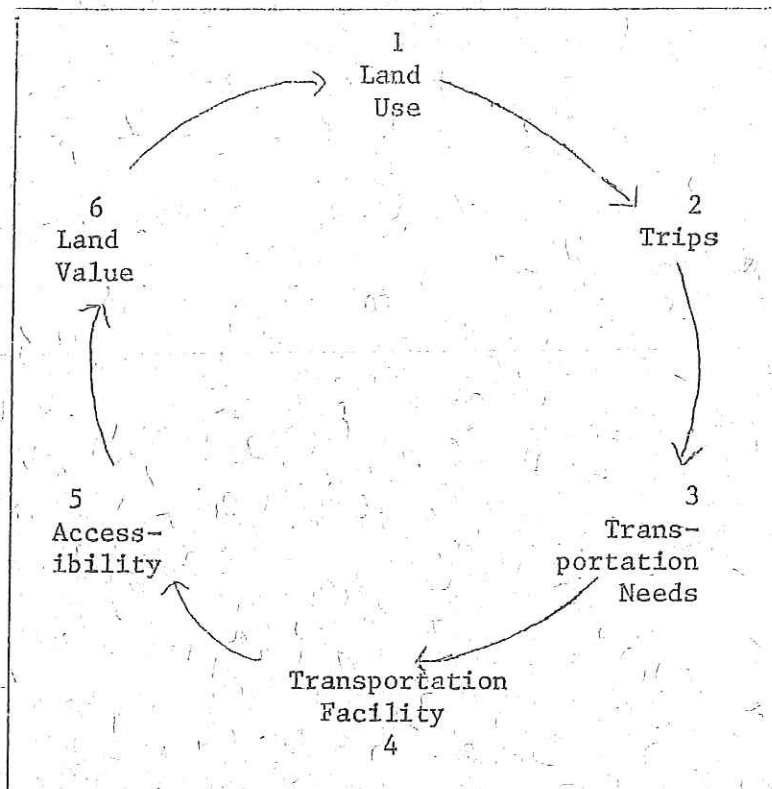 1
Land
Use
2
Trips
3
Trans-
portation
Needs
Transportation
Facility
4
5
Access-
ibility
6
Land
Value